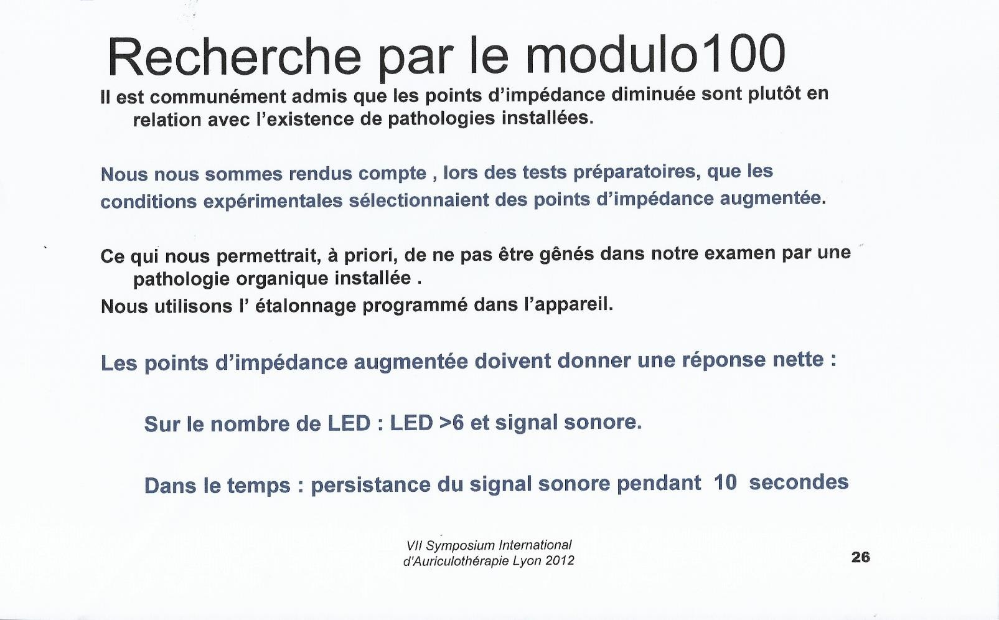 Recherche par le modulo100
Il est communément admis que les points d'impédance diminuée sont plutôt en
relation avec l'existence de pathologies installées.
Nous nous sommes rendus compte , lors des tests préparatoires, que les
conditions expérimentales sélectionnaient des points d'impédance augmentée.
Ce qui nous permettrait, à priori, de ne pas être gênés dans notre examen par une
pathologie organique installée .
Nous utilisons l' étalonnage programmé dans l'appareil.
Les points d'impédance augmentée doivent donner une réponse nette :
Sur le nombre de LED : LED >6 et signal sonore.
Dans le temps : persistance du signal sonore pendant 10 secondes
VII Symposium International
d'Auriculothérapie Lyon 2012
26